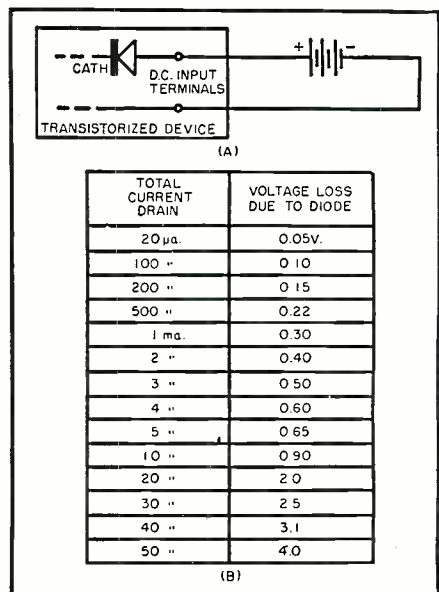 + -
CATH
D.C. INPUT
TERMINALS
TRANSISTORIZED DEVICE
(A)
TOTAL CURRENT DRAIN VOLTAGE LOSS DUE TO DIODE
20 µa. 0.05V.
100 " 0.10
200 " 0.15
500 " 0.22
1 ma. 0.30
2 " 0.40
3 " 0.50
4 " 0.60
5 " 0.65
10 " 0.90
20 " 2.0
30 " 2.5
40 " 3.1
50 " 4.0
(B)